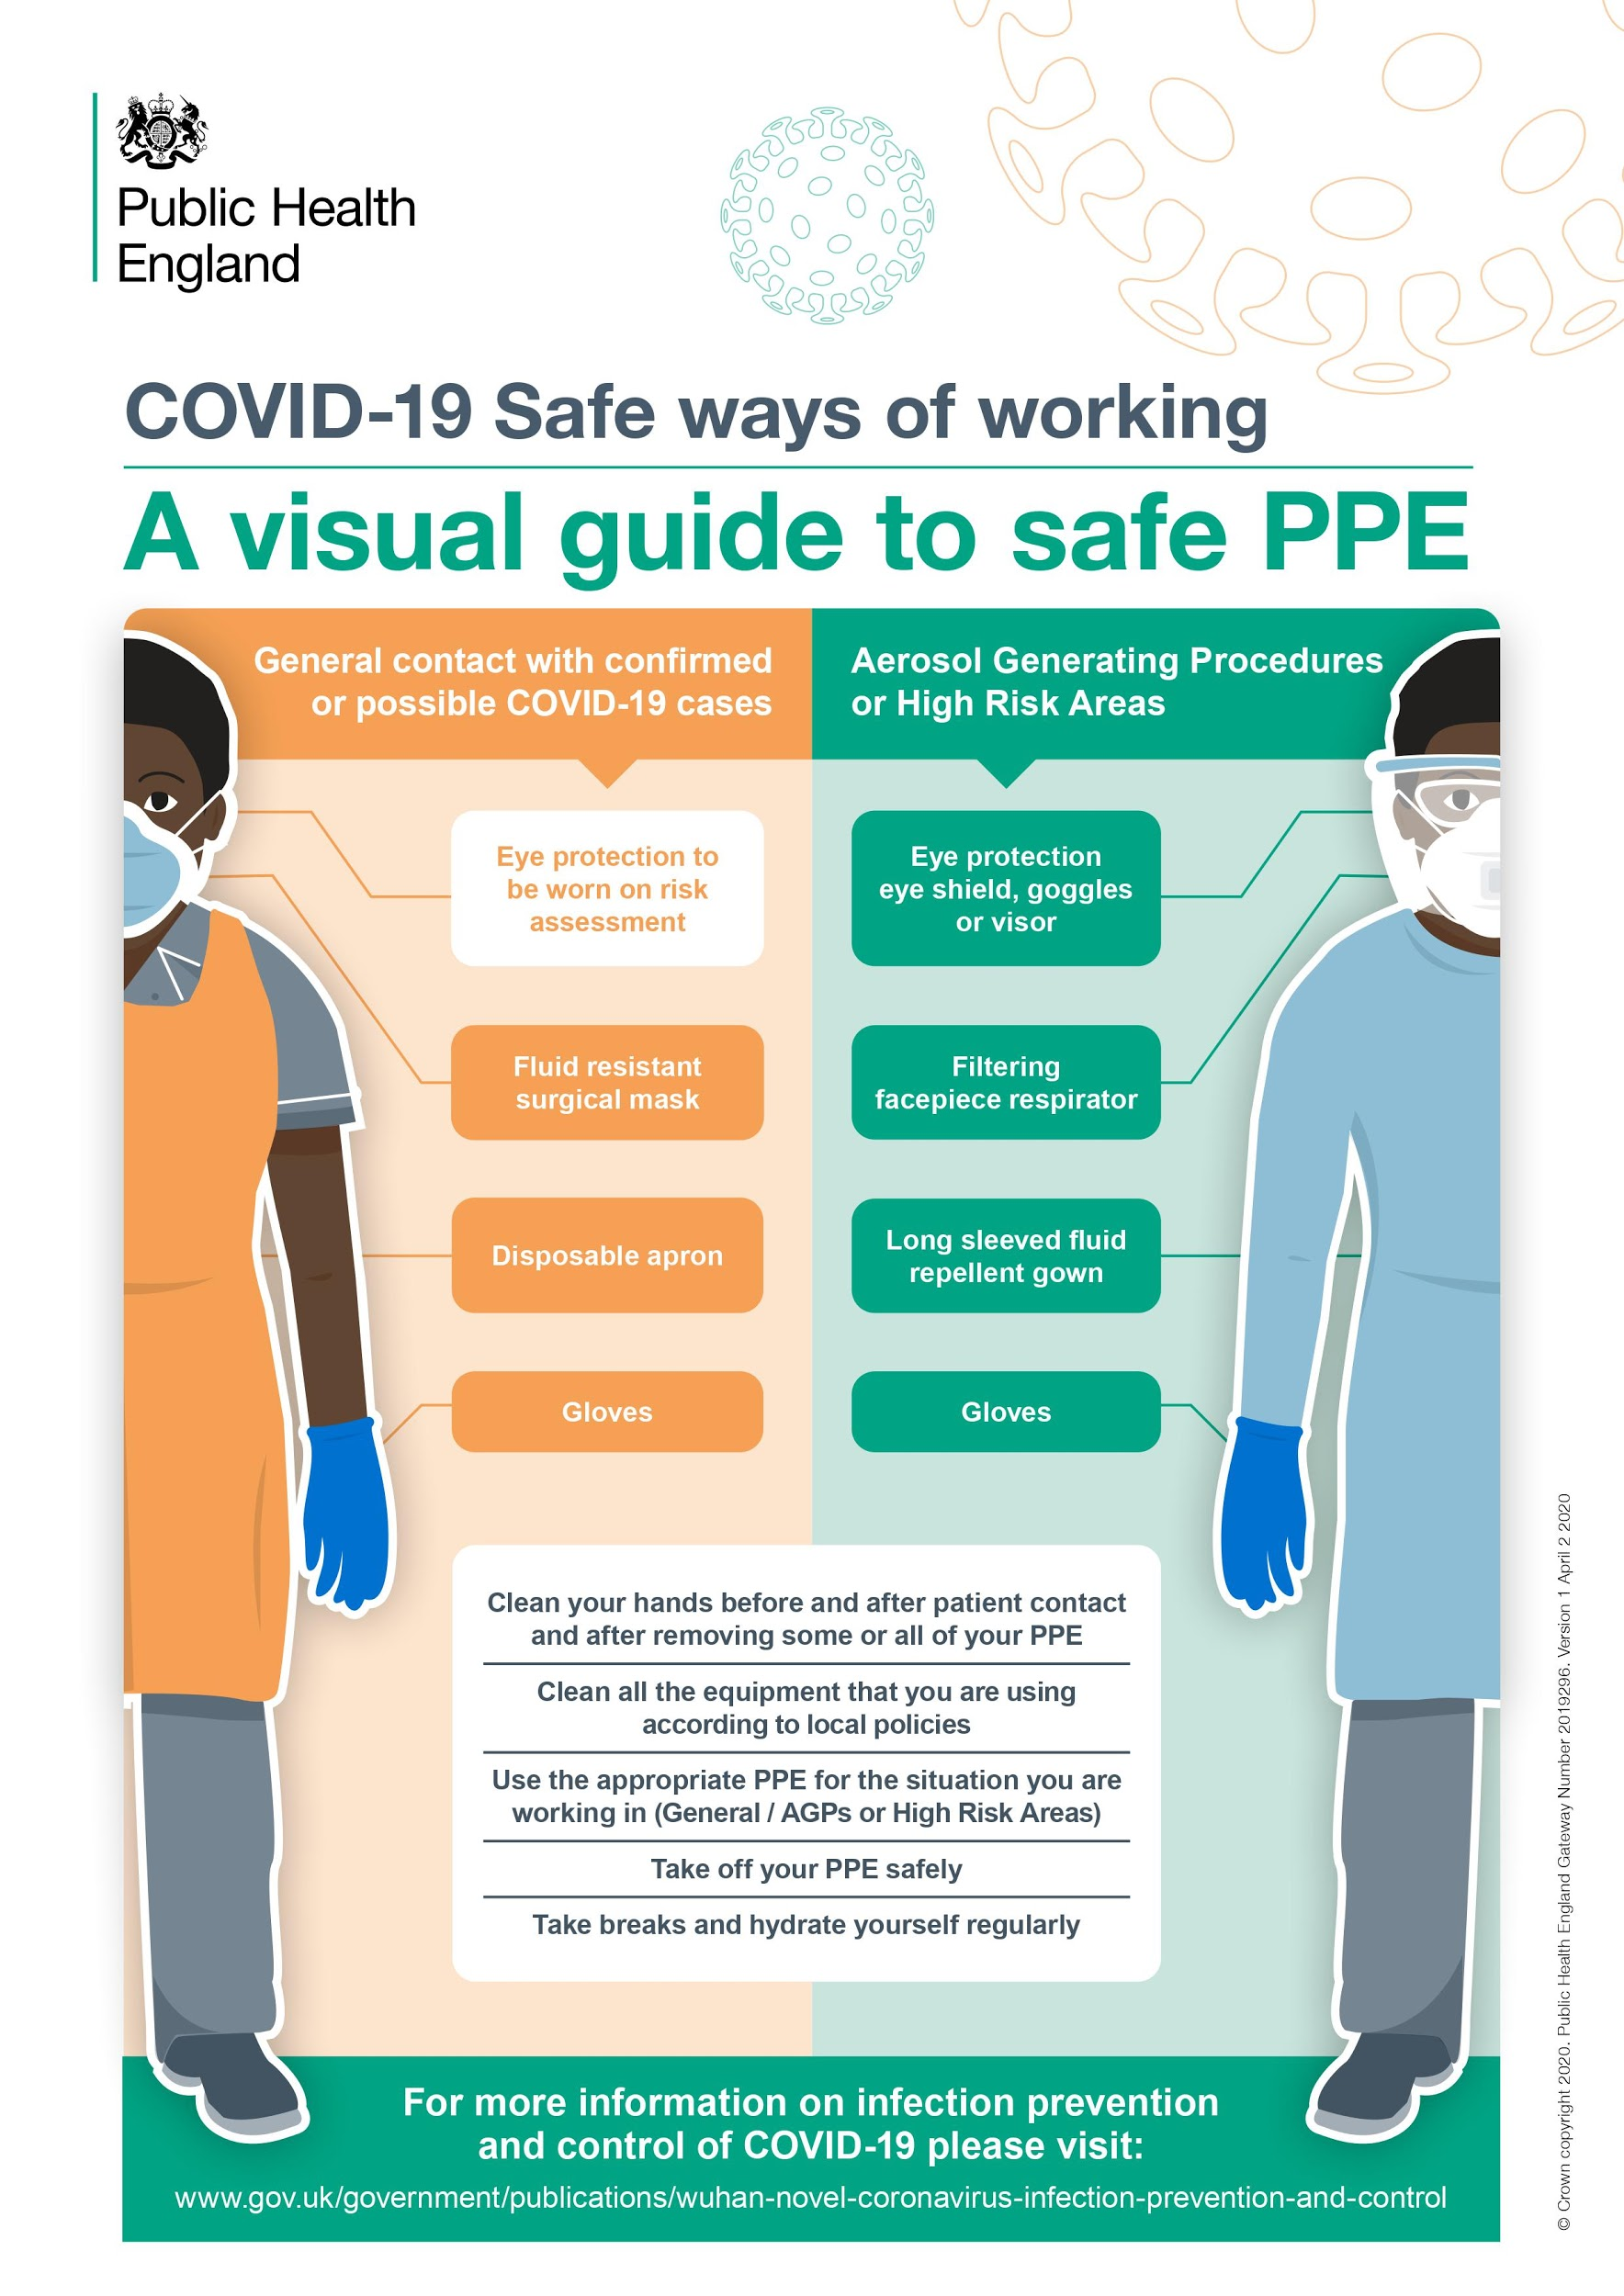 Public Health
England
COVID-19 Safe ways of working
A visual guide to safe PPE
General contact with confirmed
or possible COVID-19 cases
Eye protection to
be worn on risk
assessment
Fluid resistant
surgical mask
Disposable apron
Gloves
Aerosol Generating Procedures
or High Risk Areas
Eye protection
eye shield, goggles
or visor
Filtering
facepiece respirator
Long sleeved fluid
repellent gown
Gloves
Clean your hands before and after patient contact
and after removing some or all of your PPE
Clean all the equipment that you are using
according to local policies
Use the appropriate PPE for the situation you are
working in (General / AGPs or High Risk Areas)
Take off your PPE safely
Take breaks and hydrate yourself regularly
For more information on infection prevention
and control of COVID-19 please visit:
www.gov.uk/government/publications/wuhan-novel-coronavirus-infection-prevention-and-control
© Crown copyright 2020. Public Health England Gateway Number 2019296. Version 1 April 2 2020